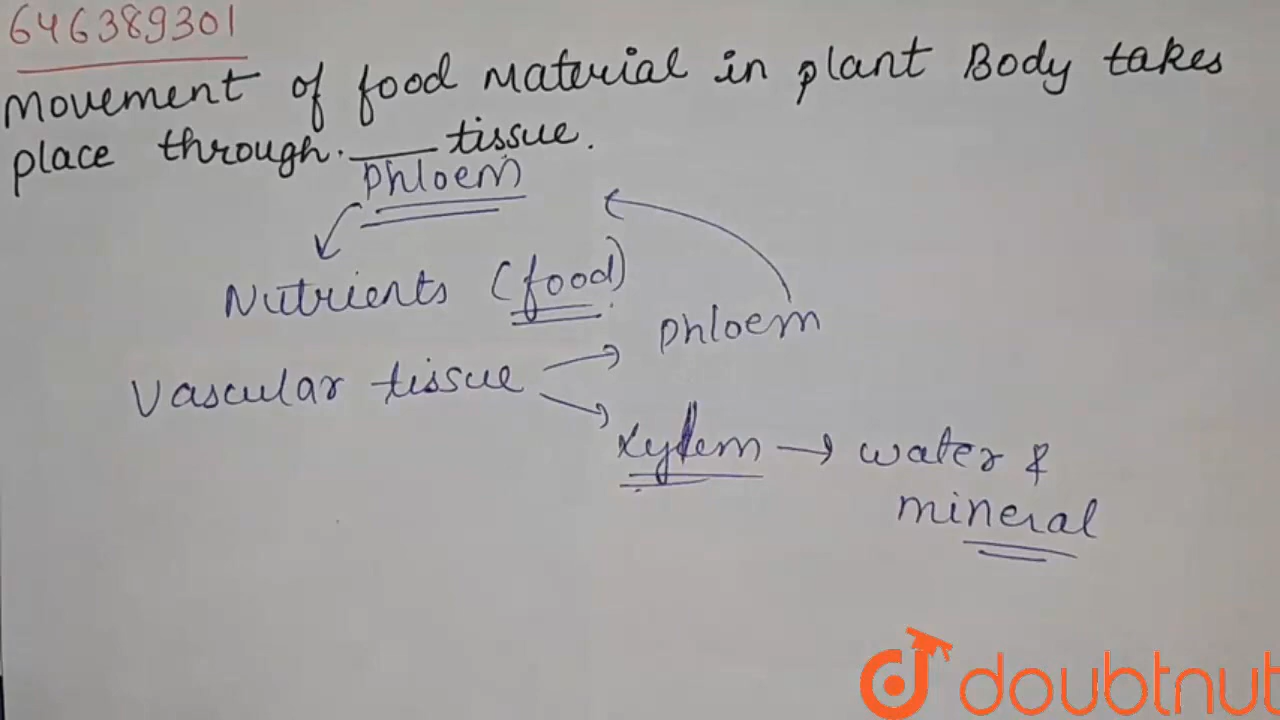 646389301
Movement of food Material in plant Body takes
place through. ___ tissue.
Phloem
Nutrients (food)
Phloem
Vascular tissue
Xylem → water &
mineral
doubtnut